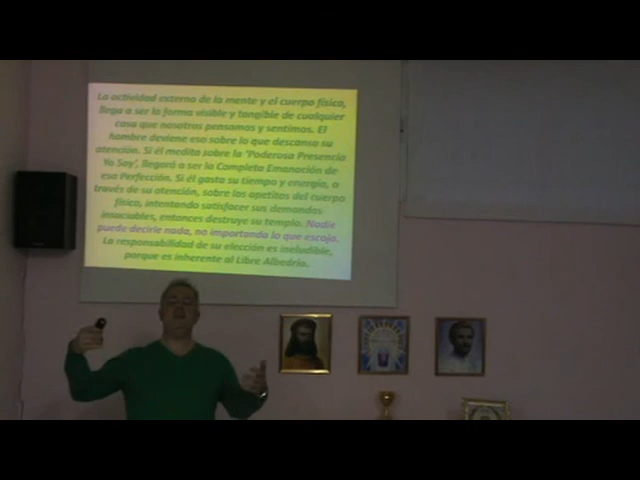 La actividad externa de la mente y el cuerpo físico,
llega a ser la forma visible y tangible de cualquier
cosa que nosotros pensamos y sentimos. El
hombre deviene eso sobre lo que descansa su
atención. Si él medita sobre la 'Poderosa Presencia
Yo Soy', llegará a ser la Completa Emanación de
esa Perfección. Si él gasta su tiempo y energía, a
través de su atención, sobre los apetitos del cuerpo
físico, intentando satisfacer sus demandas
insaciables, entonces destruye su templo. Nadie
puede decirle nada, no importando lo que escoja.
La responsabilidad de su elección es ineludible,
porque es inherente al Libre Albedrío.